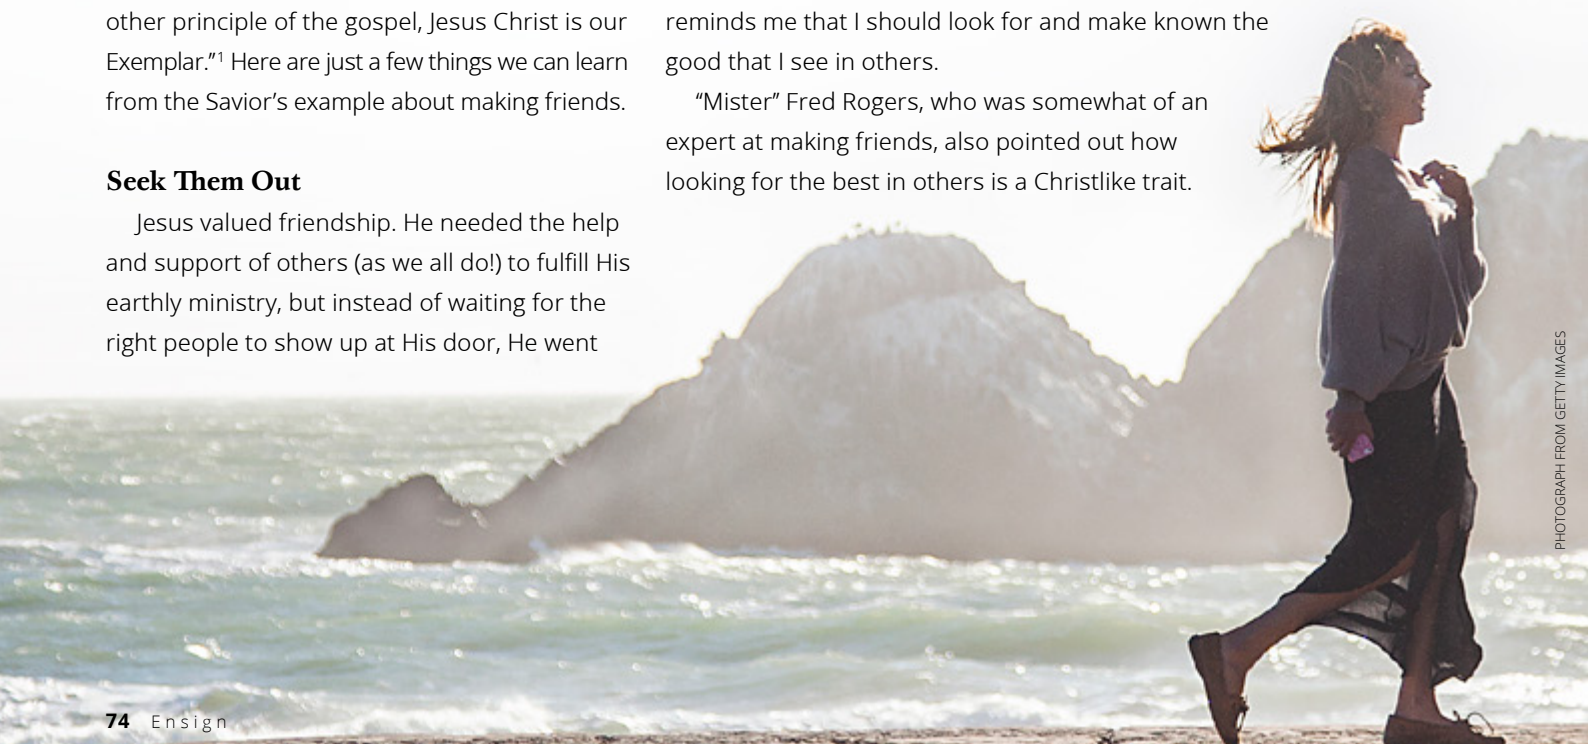 other principle of the gospel, Jesus Christ is our
Exemplar.”¹ Here are just a few things we can learn
from the Savior’s example about making friends.
Seek Them Out
Jesus valued friendship. He needed the help
and support of others (as we all do!) to fulfill His
earthly ministry, but instead of waiting for the
right people to show up at His door, He went
reminds me that I should look for and make known the
good that I see in others.
“Mister” Fred Rogers, who was somewhat of an
expert at making friends, also pointed out how
looking for the best in others is a Christlike trait.
PHOTOGRAPH FROM GETTY IMAGES
74 Ensign